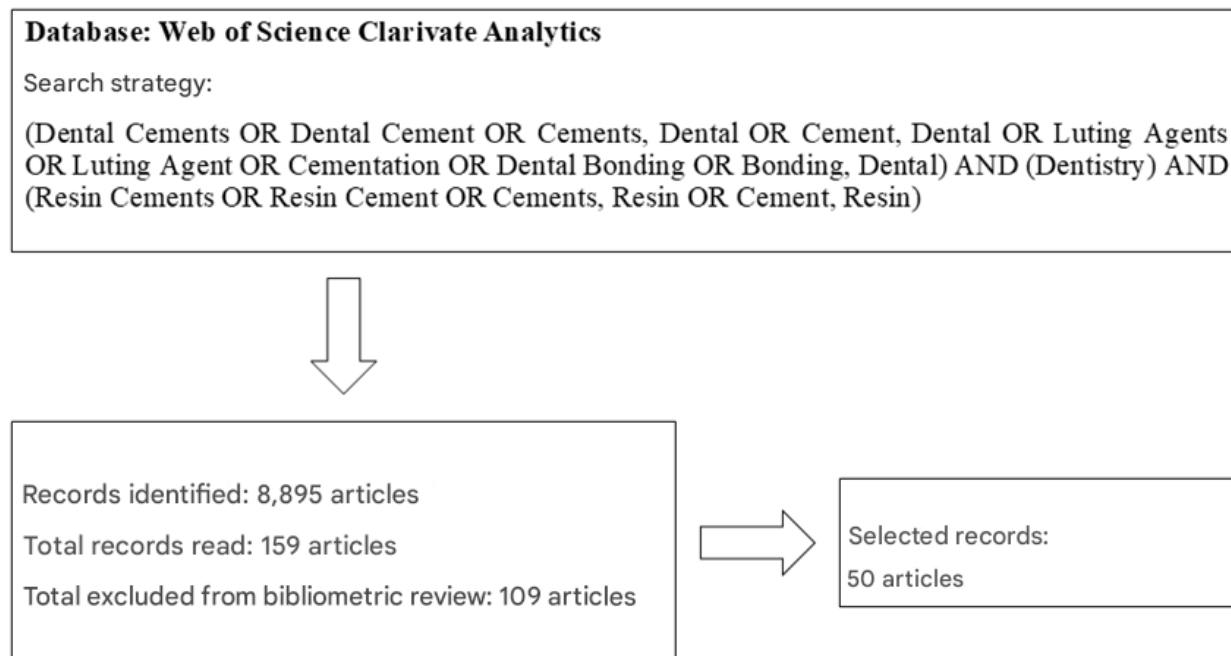 Database: Web of Science Clarivate Analytics
Search strategy:
(Dental Cements OR Dental Cement OR Cements, Dental OR Cement, Dental OR Luting Agents
OR Luting Agent OR Cementation OR Dental Bonding OR Bonding, Dental) AND (Dentistry) AND
(Resin Cements OR Resin Cement OR Cements, Resin OR Cement, Resin)
Records identified: 8,895 articles
Total records read: 159 articles
Total excluded from bibliometric review: 109 articles
Selected records:
50 articles